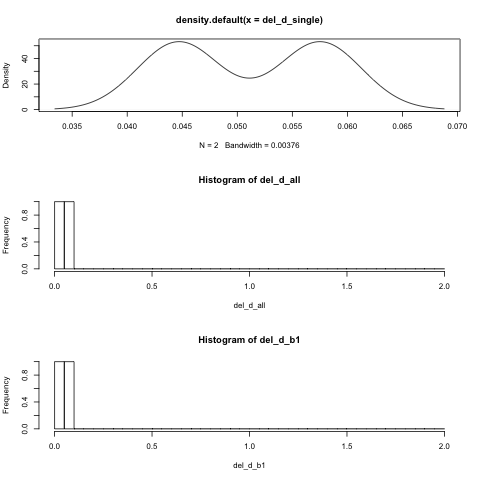 density.default(x = del_d_single)
Density
0 20 40
0.035 0.040 0.045 0.050 0.055 0.060 0.065 0.070
N = 2 Bandwidth = 0.00376
Histogram of del_d_all
Frequency
0.0 0.4 0.8
0.0 0.5 1.0 1.5 2.0
del_d_all
Histogram of del_d_b1
Frequency
0.0 0.4 0.8
0.0 0.5 1.0 1.5 2.0
del_d_b1